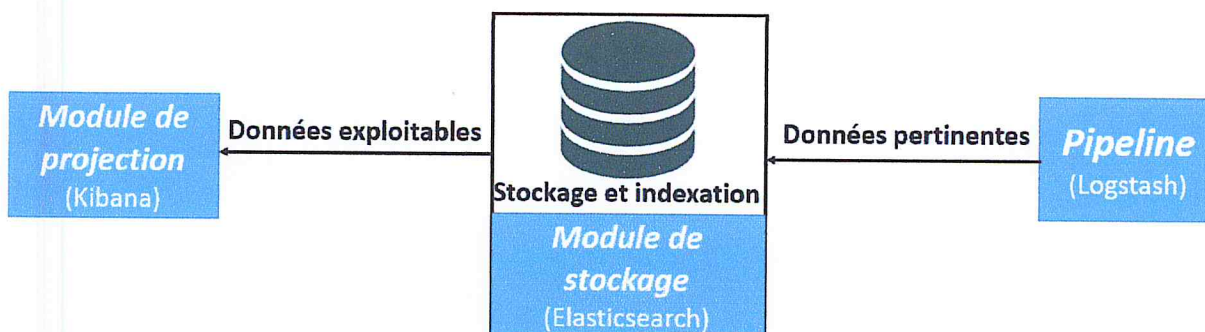 Module de
projection
(Kibana)
Données exploitables
Stockage et indexation
Module de
stockage
(Elasticsearch)
Données pertinentes
Pipeline
(Logstash)